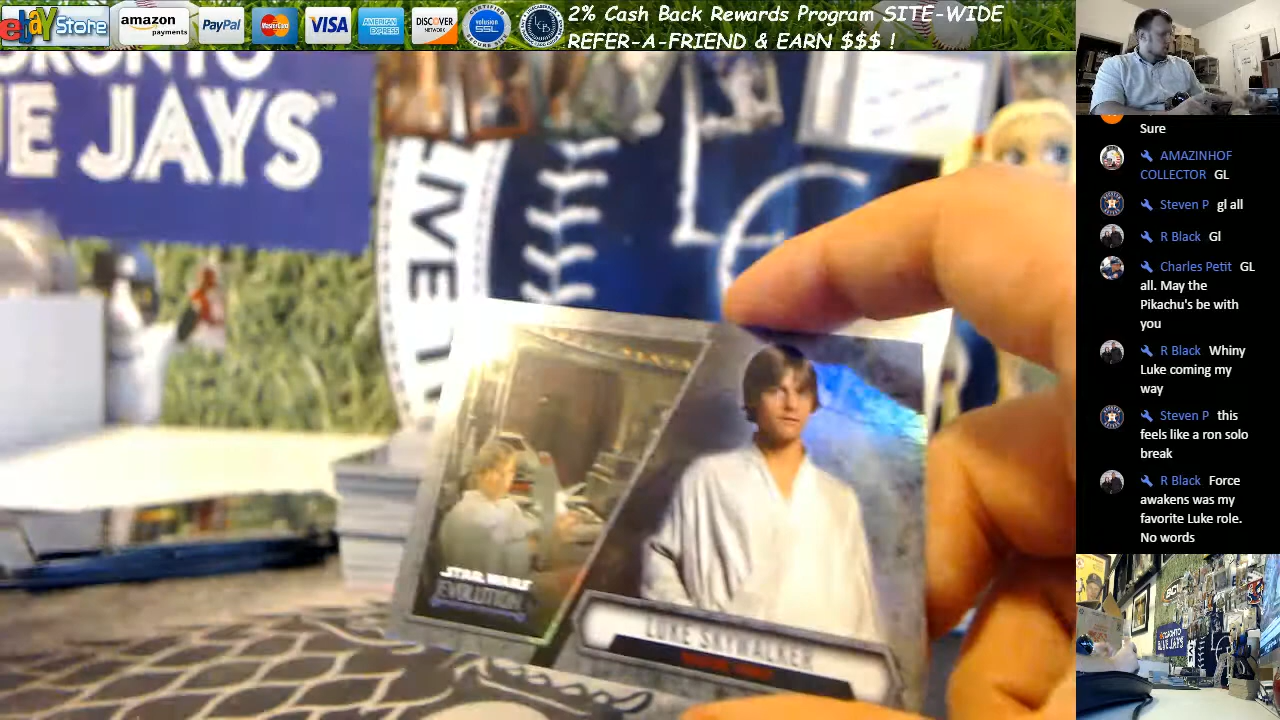 ebay Store
amazon payments
PayPal
MasterCard
VISA
AMERICAN EXPRESS
DISCOVER NETWORK
volusion SSL
2% Cash Back Rewards Program SITE-WIDE
REFER-A-FRIEND & EARN $$$ !
TORONTO
E JAYS
STAR WARS
EVOLUTION
LUKE SKYWALKER
Sure
AMAZINHOF
COLLECTOR GL
Steven P gl all
R Black Gl
Charles Petit GL
all. May the
Pikachu's be with
you
R Black Whiny
Luke coming my
way
Steven P this
feels like a ron solo
break
R Black Force
awakens was my
favorite Luke role.
No words